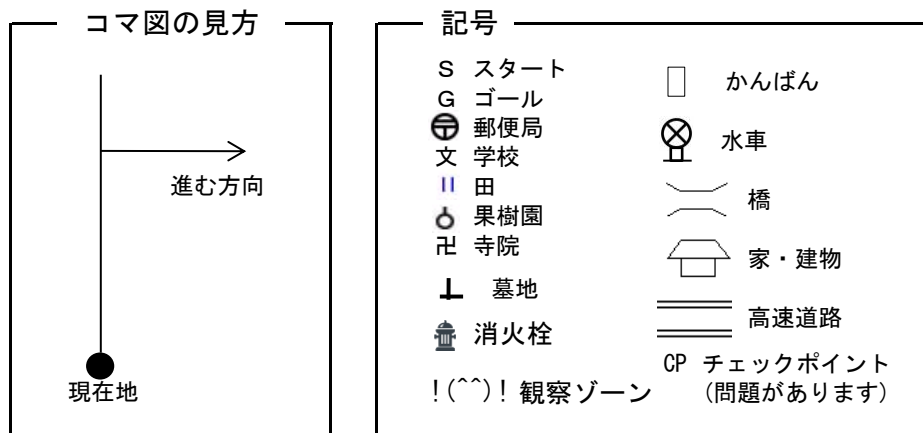 コマ図の見方
進む方向
現在地
記号
S スタート
G ゴール
郵便局
文 学校
田
果樹園
卍 寺院
墓地
消火栓
!(^^)! 観察ゾーン
かんばん
水車
橋
家・建物
高速道路
CP チェックポイント
(問題があります)